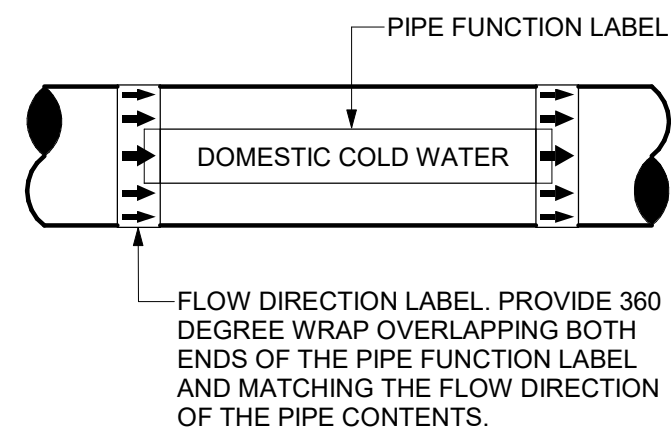 PIPE FUNCTION LABEL
DOMESTIC COLD WATER
FLOW DIRECTION LABEL. PROVIDE 360
DEGREE WRAP OVERLAPPING BOTH
ENDS OF THE PIPE FUNCTION LABEL
AND MATCHING THE FLOW DIRECTION
OF THE PIPE CONTENTS.